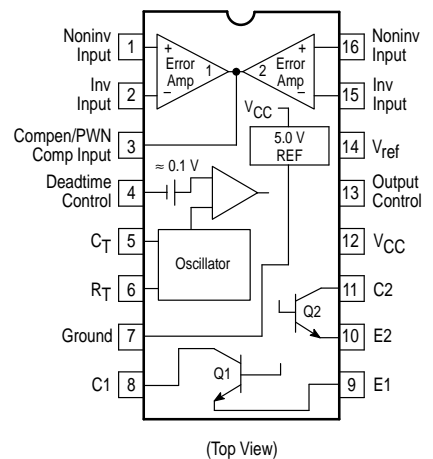 Noninv
Input
1
Inv
Input
2
Compen/PWN
Comp Input
3
Deadtime
Control
4
CT
5
RT
6
Ground
7
C1
8
+
Error
Amp
1
–
2
+
Error
Amp
–
VCC
5.0 V
REF
≈ 0.1 V
Oscillator
Q2
Q1
16
Noninv
Input
15
Inv
Input
14
Vref
13
Output
Control
12
VCC
11
C2
10
E2
9
E1
(Top View)